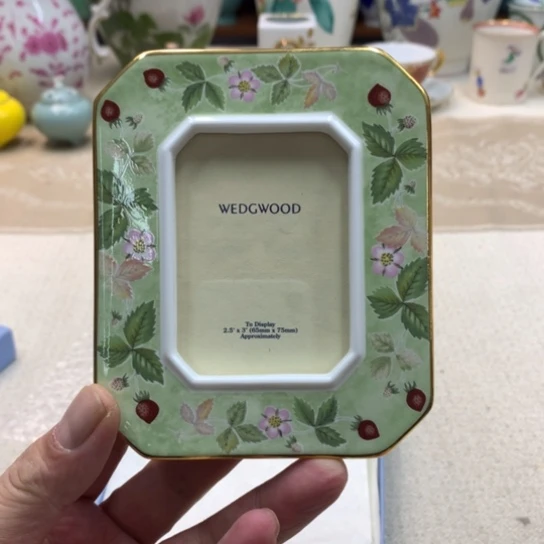 WEDGWOOD
To Display
2.5' x 3' (65mm x 75mm)
Approximately